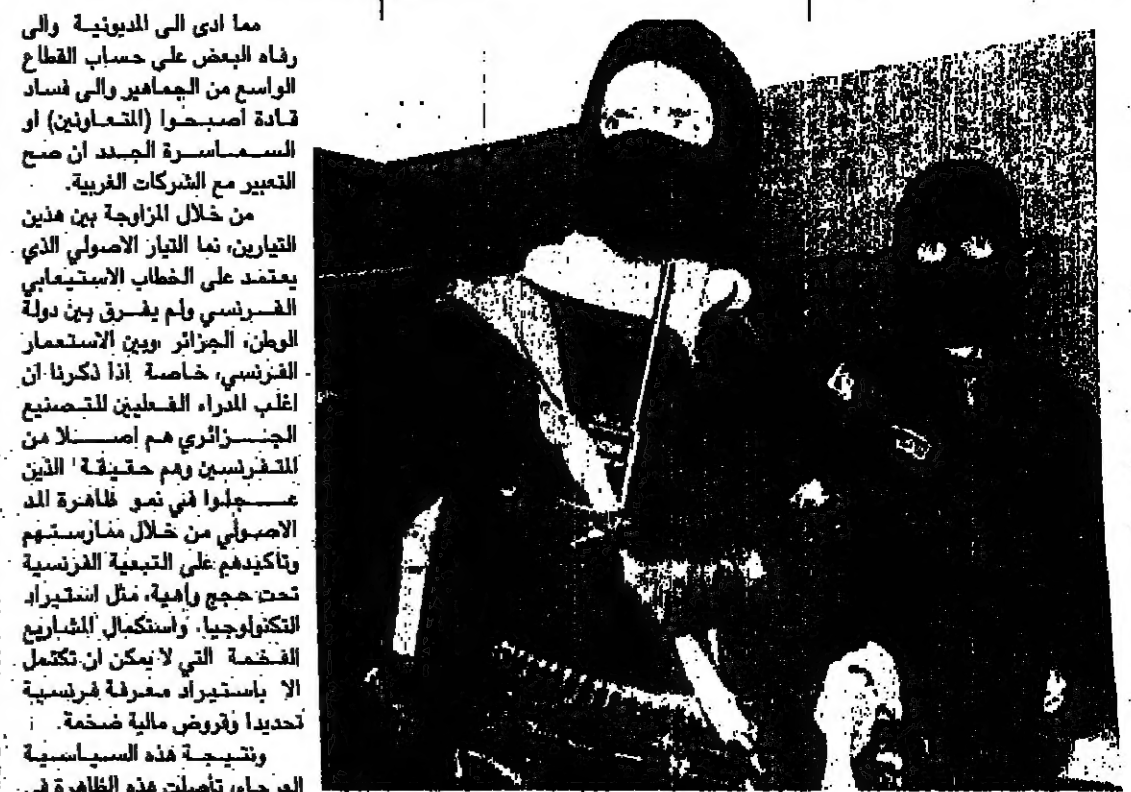 مما ادى الى المديونية والى
رفاه البعض على حساب القطاع
الواسع من الجماهير والى فساد
قادة أصبحوا (المتعاونين) او
السماسرة الجدد ان صح
التعبير مع الشركات الغربية.
من خلال المزاوجة بين هذين
التيارين، نما التيار الاصولي الذي
يعتمد على الخطاب الاستيعابي
الفرنسي ولم يفرق بين دولة
الوطن، الجزائر وبين الاستعمار
الفرنسي، خاصة اذا ذكرنا ان
اغلب المدراء الفعليين للتصنيع
الجزائري هم اصلا من
المتفرنسين وهم حقيقة الذين
عجلوا في نمو ظاهرة المد
الاصولي من خلال ممارستهم
وتأكيدهم على التبعية الفرنسية
تحت حجج واهية، مثل استيراد
التكنولوجيا، واستكمال المشاريع
الفخمة التي لا يمكن ان تكتمل
الا باستيراد معرفة فرنسية
تحديدا وقروض مالية ضخمة.
ونتيجة هذه السياسية
العرجاء، تأصلت هذه الظاهرة في